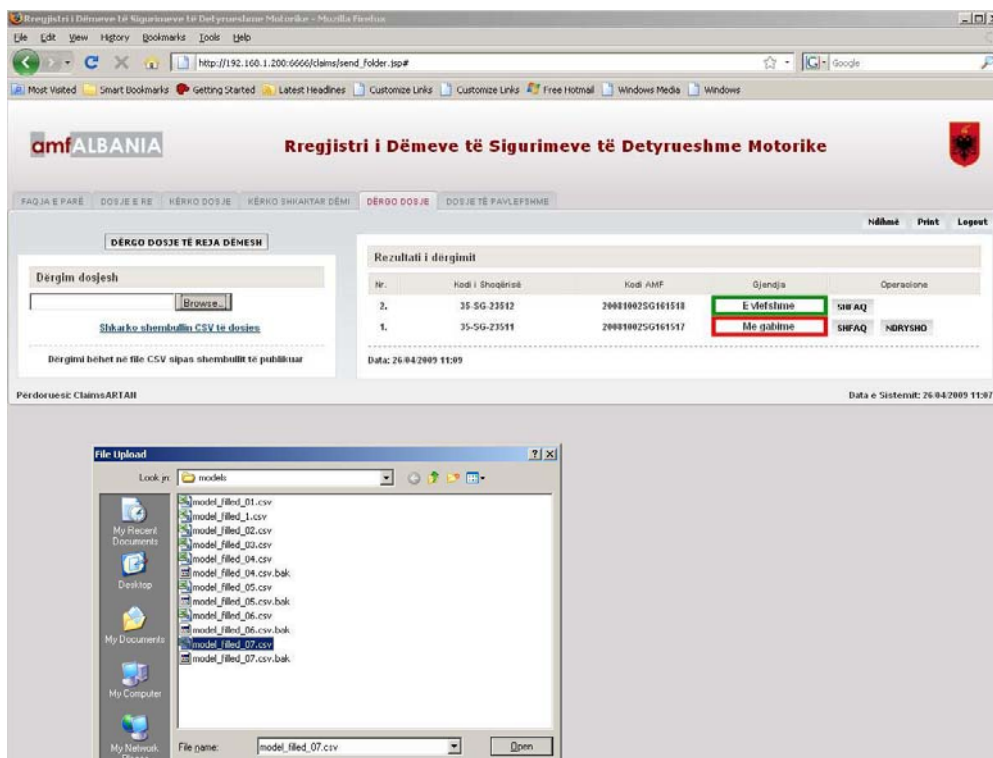 Rregjistri i Dëmeve të Sigurimeve të Detyrueshme Motorike - Mozilla Firefox
File Edit View History Bookmarks Tools Help
http://192.160.1.200:6666/claims/send_folder.jsp#
Google
Most Visited Smart Bookmarks Getting Started Latest Headlines Customize Links Customize Links Free Hotmail Windows Media Windows
amfALBANIA
Rregjistri i Dëmeve të Sigurimeve të Detyrueshme Motorike
FAQJA E PARË DOSJE E RE KËRKO DOSJE KËRKO SHKAKTAR DËMI DËRGO DOSJE DOSJE TË PAVLEFSHME
Ndihmë Print Logout
DËRGO DOSJE TË REJA DËMESH
Dërgim dosjesh
Browse...
Shkarko shembullin CSV të dosjes
Dërgimi bëhet në file CSV sipas shembullit të publikuar
Rezultati i dërgimit
Nr. Kodi i Shoqërisë Kodi AMF Gjendja Operacione
2. 35-SG-23512 20081002SG161518 E vlefshme SHFAQ
1. 35-SG-23511 20081002SG161517 Me gabime SHFAQ NDRYSHO
Data: 26/04/2009 11:09
Perdoruesi: ClaimsARTAN
Data e Sistemit: 26/04/2009 11:07
File Upload
Look in: models
model_filled_01.csv
model_filled_1.csv
model_filled_02.csv
model_filled_03.csv
model_filled_04.csv
model_filled_04.csv.bak
model_filled_05.csv
model_filled_05.csv.bak
model_filled_06.csv
model_filled_06.csv.bak
model_filled_07.csv
model_filled_07.csv.bak
My Recent
Documents
Desktop
My Documents
My Computer
My Network
Places
File name: model_filled_07.csv Open